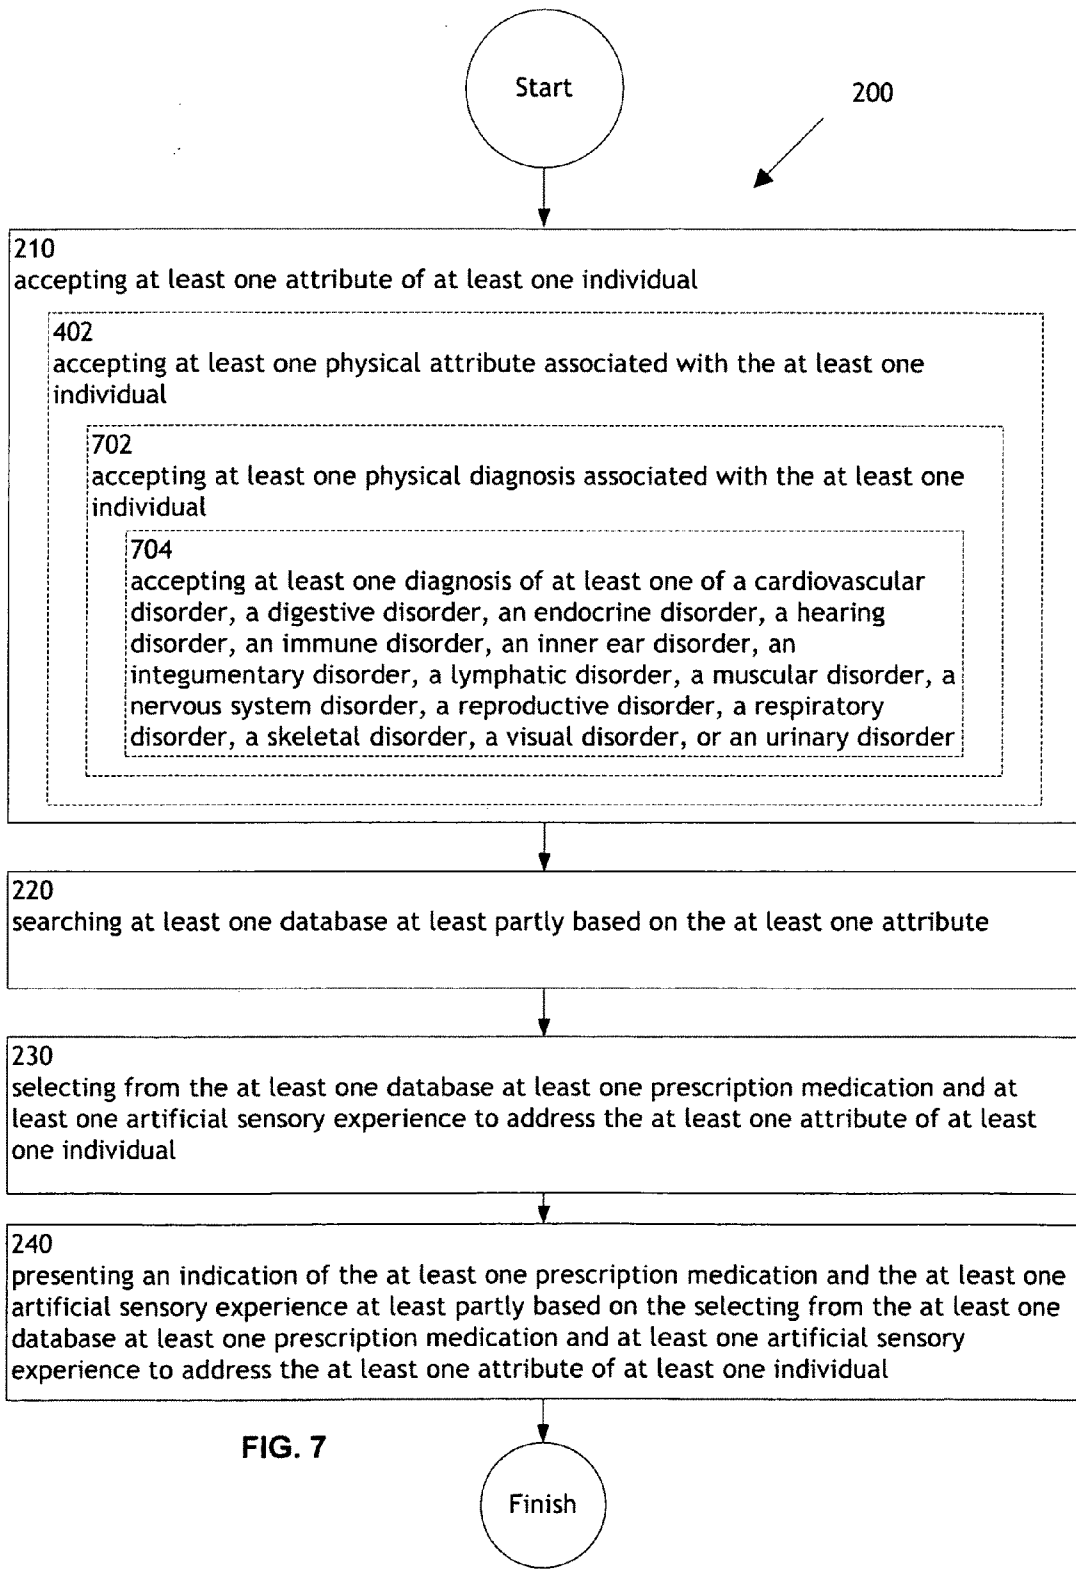 Start
200
210
accepting at least one attribute of at least one individual
402
accepting at least one physical attribute associated with the at least one
individual
702
accepting at least one physical diagnosis associated with the at least one
individual
704
accepting at least one diagnosis of at least one of a cardiovascular
disorder, a digestive disorder, an endocrine disorder, a hearing
disorder, an immune disorder, an inner ear disorder, an
integumentary disorder, a lymphatic disorder, a muscular disorder, a
nervous system disorder, a reproductive disorder, a respiratory
disorder, a skeletal disorder, a visual disorder, or an urinary disorder
220
searching at least one database at least partly based on the at least one attribute
230
selecting from the at least one database at least one prescription medication and at
least one artificial sensory experience to address the at least one attribute of at least
one individual
240
presenting an indication of the at least one prescription medication and the at least one
artificial sensory experience at least partly based on the selecting from the at least one
database at least one prescription medication and at least one artificial sensory
experience to address the at least one attribute of at least one individual
FIG. 7
Finish